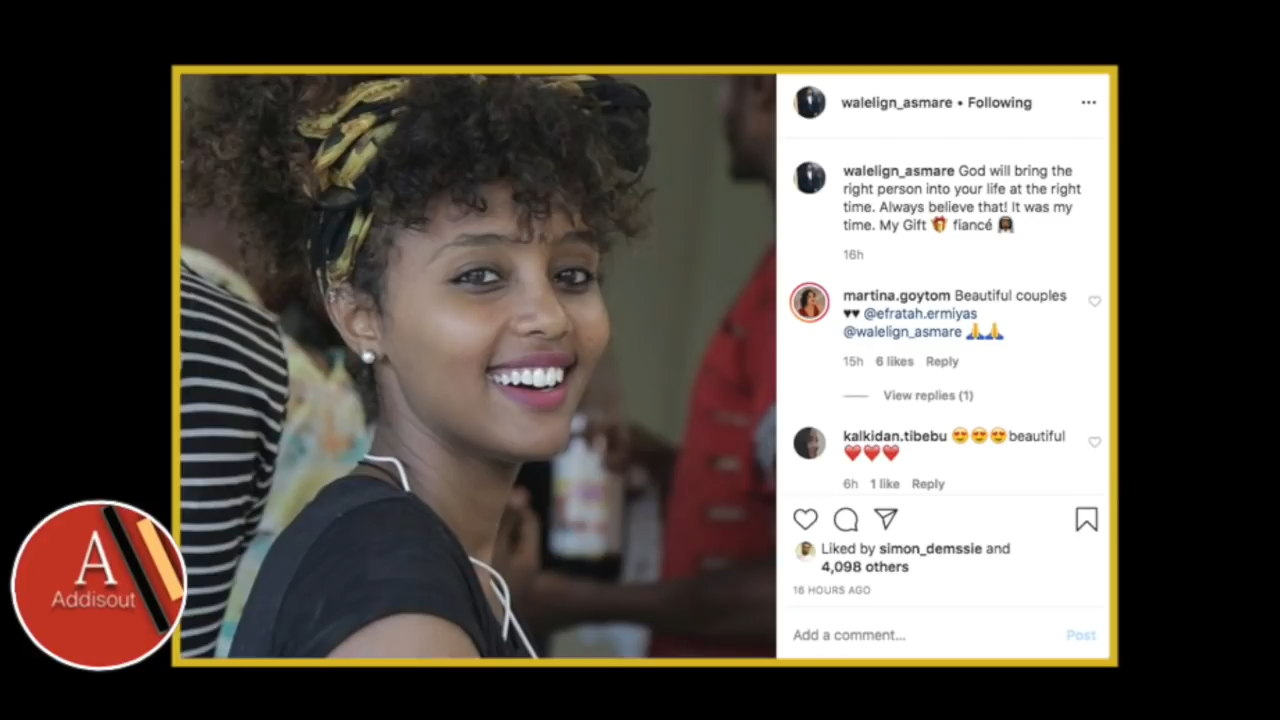 walelign_asmare • Following
walelign_asmare God will bring the
right person into your life at the right
time. Always believe that! It was my
time. My Gift 🎁 fiancé 👰🏿
16h
martina.goytom Beautiful couples
♥♥ @efratah.ermiyas
@walelign_asmare 🙏🙏
15h 6 likes Reply
View replies (1)
kalkidan.tibebu 😍😍😍beautiful
❤️❤️❤️
6h 1 like Reply
Liked by simon_demssie and
4,098 others
16 HOURS AGO
Add a comment... Post
A
Addisout